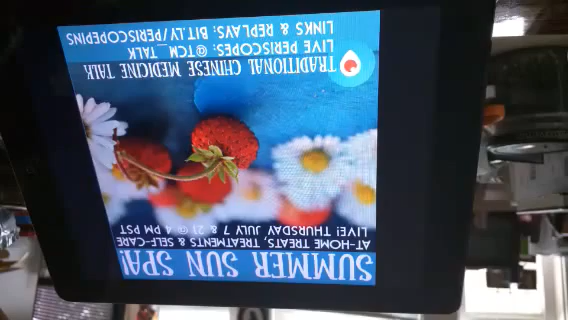 SUMMER SUN SPA!
AT-HOME TREATS, TREATMENTS & SELF-CARE
LIVE! THURSDAY JULY 7 & 21 @ 4 PM PST
TRADITIONAL CHINESE MEDICINE TALK
LIVE PERISCOPES: @TCM_TALK
LINKS & REPLAYS: BIT.LY/PERISCOPEPINS